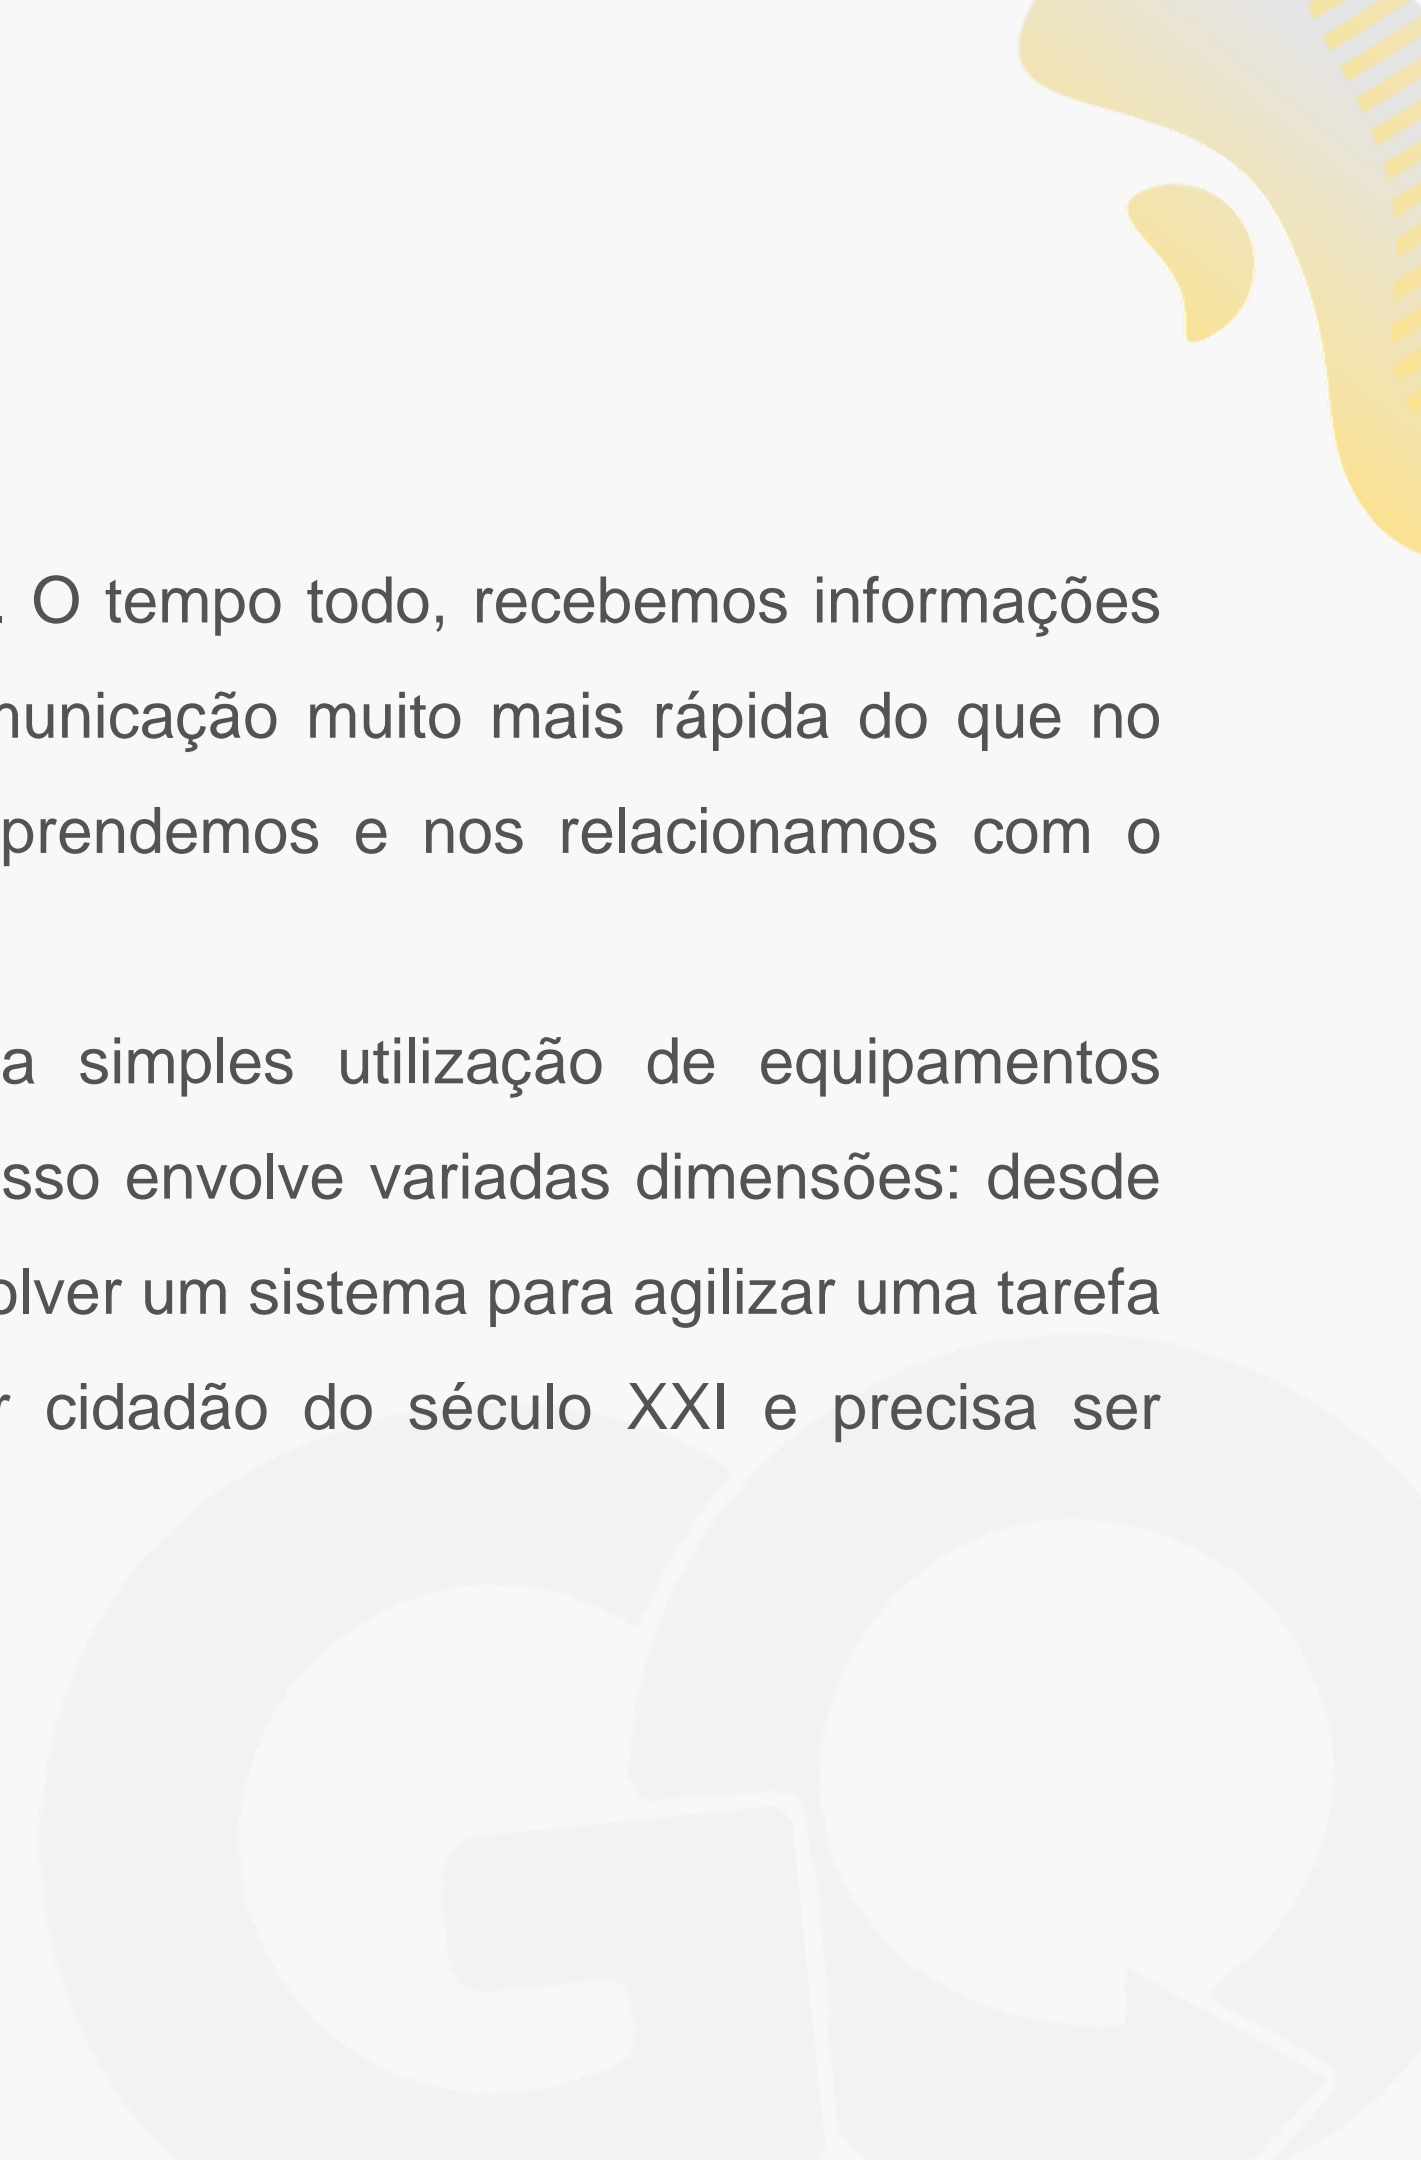 . O tempo todo, recebemos informações
municação muito mais rápida do que no
prendemos e nos relacionamos com o
a simples utilização de equipamentos
sso envolve variadas dimensões: desde
olver um sistema para agilizar uma tarefa
r cidadão do século XXI e precisa ser